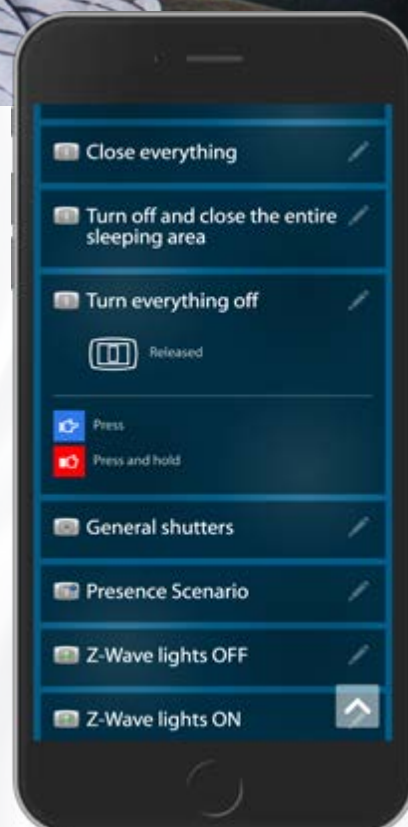 Close everything
Turn off and close the entire
sleeping area
Turn everything off
Released
Press
Press and hold
General shutters
Presence Scenario
Z-Wave lights OFF
Z-Wave lights ON